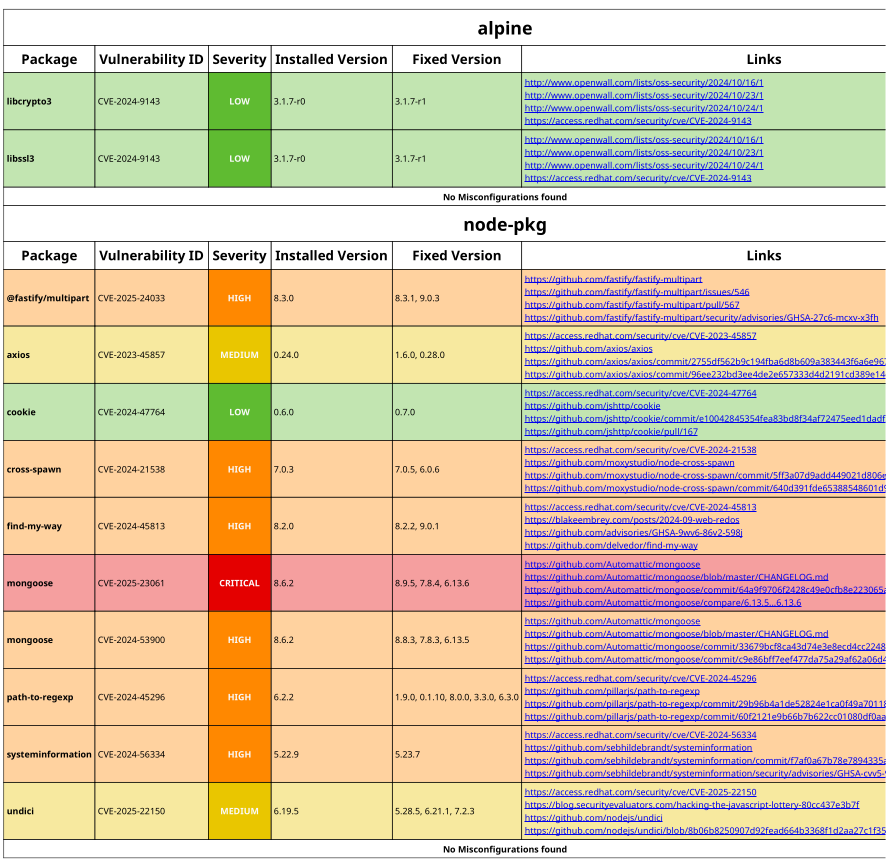 alpine
Package Vulnerability ID Severity Installed Version Fixed Version Links
libcrypto3 CVE-2024-9143 LOW 3.1.7-r0 3.1.7-r1
http://www.openwall.com/lists/oss-security/2024/10/16/1
http://www.openwall.com/lists/oss-security/2024/10/23/1
http://www.openwall.com/lists/oss-security/2024/10/24/1
https://access.redhat.com/security/cve/CVE-2024-9143
libssl3 CVE-2024-9143 LOW 3.1.7-r0 3.1.7-r1
http://www.openwall.com/lists/oss-security/2024/10/16/1
http://www.openwall.com/lists/oss-security/2024/10/23/1
http://www.openwall.com/lists/oss-security/2024/10/24/1
https://access.redhat.com/security/cve/CVE-2024-9143
No Misconfigurations found
node-pkg
Package Vulnerability ID Severity Installed Version Fixed Version Links
@fastify/multipart CVE-2025-24033 HIGH 8.3.0 8.3.1, 9.0.3
https://github.com/fastify/fastify-multipart
https://github.com/fastify/fastify-multipart/issues/546
https://github.com/fastify/fastify-multipart/pull/567
https://github.com/fastify/fastify-multipart/security/advisories/GHSA-27c6-mcxv-x3fh
axios CVE-2023-45857 MEDIUM 0.24.0 1.6.0, 0.28.0
https://access.redhat.com/security/cve/CVE-2023-45857
https://github.com/axios/axios
https://github.com/axios/axios/commit/2755df562b9c194fba6d8b609a383443f6a6e967
https://github.com/axios/axios/commit/96ee232bd3ee4de2e657333d4d2191cd389e14
cookie CVE-2024-47764 LOW 0.6.0 0.7.0
https://access.redhat.com/security/cve/CVE-2024-47764
https://github.com/jshttp/cookie
https://github.com/jshttp/cookie/commit/e10042845354fea83bd8f34af72475eed1dadf
https://github.com/jshttp/cookie/pull/167
cross-spawn CVE-2024-21538 HIGH 7.0.3 7.0.5, 6.0.6
https://access.redhat.com/security/cve/CVE-2024-21538
https://github.com/moxystudio/node-cross-spawn
https://github.com/moxystudio/node-cross-spawn/commit/5ff3a07d9add449021d806e
https://github.com/moxystudio/node-cross-spawn/commit/640d391fde65388548601d9
find-my-way CVE-2024-45813 HIGH 8.2.0 8.2.2, 9.0.1
https://access.redhat.com/security/cve/CVE-2024-45813
https://blakeembrey.com/posts/2024-09-web-redos
https://github.com/advisories/GHSA-9wv6-86v2-598j
https://github.com/delvedor/find-my-way
mongoose CVE-2025-23061 CRITICAL 8.6.2 8.9.5, 7.8.4, 6.13.6
https://github.com/Automattic/mongoose
https://github.com/Automattic/mongoose/blob/master/CHANGELOG.md
https://github.com/Automattic/mongoose/commit/64a9f9706f2428c49e0cfb8e223065a
https://github.com/Automattic/mongoose/compare/6.13.5...6.13.6
mongoose CVE-2024-53900 HIGH 8.6.2 8.8.3, 7.8.3, 6.13.5
https://github.com/Automattic/mongoose
https://github.com/Automattic/mongoose/blob/master/CHANGELOG.md
https://github.com/Automattic/mongoose/commit/33679bcf8ca43d74e3e8ecd4cc2248
https://github.com/Automattic/mongoose/commit/c9e86bff7eef477da75a29af62a06d4
path-to-regexp CVE-2024-45296 HIGH 6.2.2 1.9.0, 0.1.10, 8.0.0, 3.3.0, 6.3.0
https://access.redhat.com/security/cve/CVE-2024-45296
https://github.com/pillarjs/path-to-regexp
https://github.com/pillarjs/path-to-regexp/commit/29b96b4a1de52824e1ca0f49a70118
https://github.com/pillarjs/path-to-regexp/commit/60f2121e9b66b7b622cc01080df0aa
systeminformation CVE-2024-56334 HIGH 5.22.9 5.23.7
https://access.redhat.com/security/cve/CVE-2024-56334
https://github.com/sebhildebrandt/systeminformation
https://github.com/sebhildebrandt/systeminformation/commit/f7af0a67b78e7894335a
https://github.com/sebhildebrandt/systeminformation/security/advisories/GHSA-cvv5-
undici CVE-2025-22150 MEDIUM 6.19.5 5.28.5, 6.21.1, 7.2.3
https://access.redhat.com/security/cve/CVE-2025-22150
https://blog.securityevaluators.com/hacking-the-javascript-lottery-80cc437e3b7f
https://github.com/nodejs/undici
https://github.com/nodejs/undici/blob/8b06b8250907d92fead664b3368f1d2aa27c1f35
No Misconfigurations found